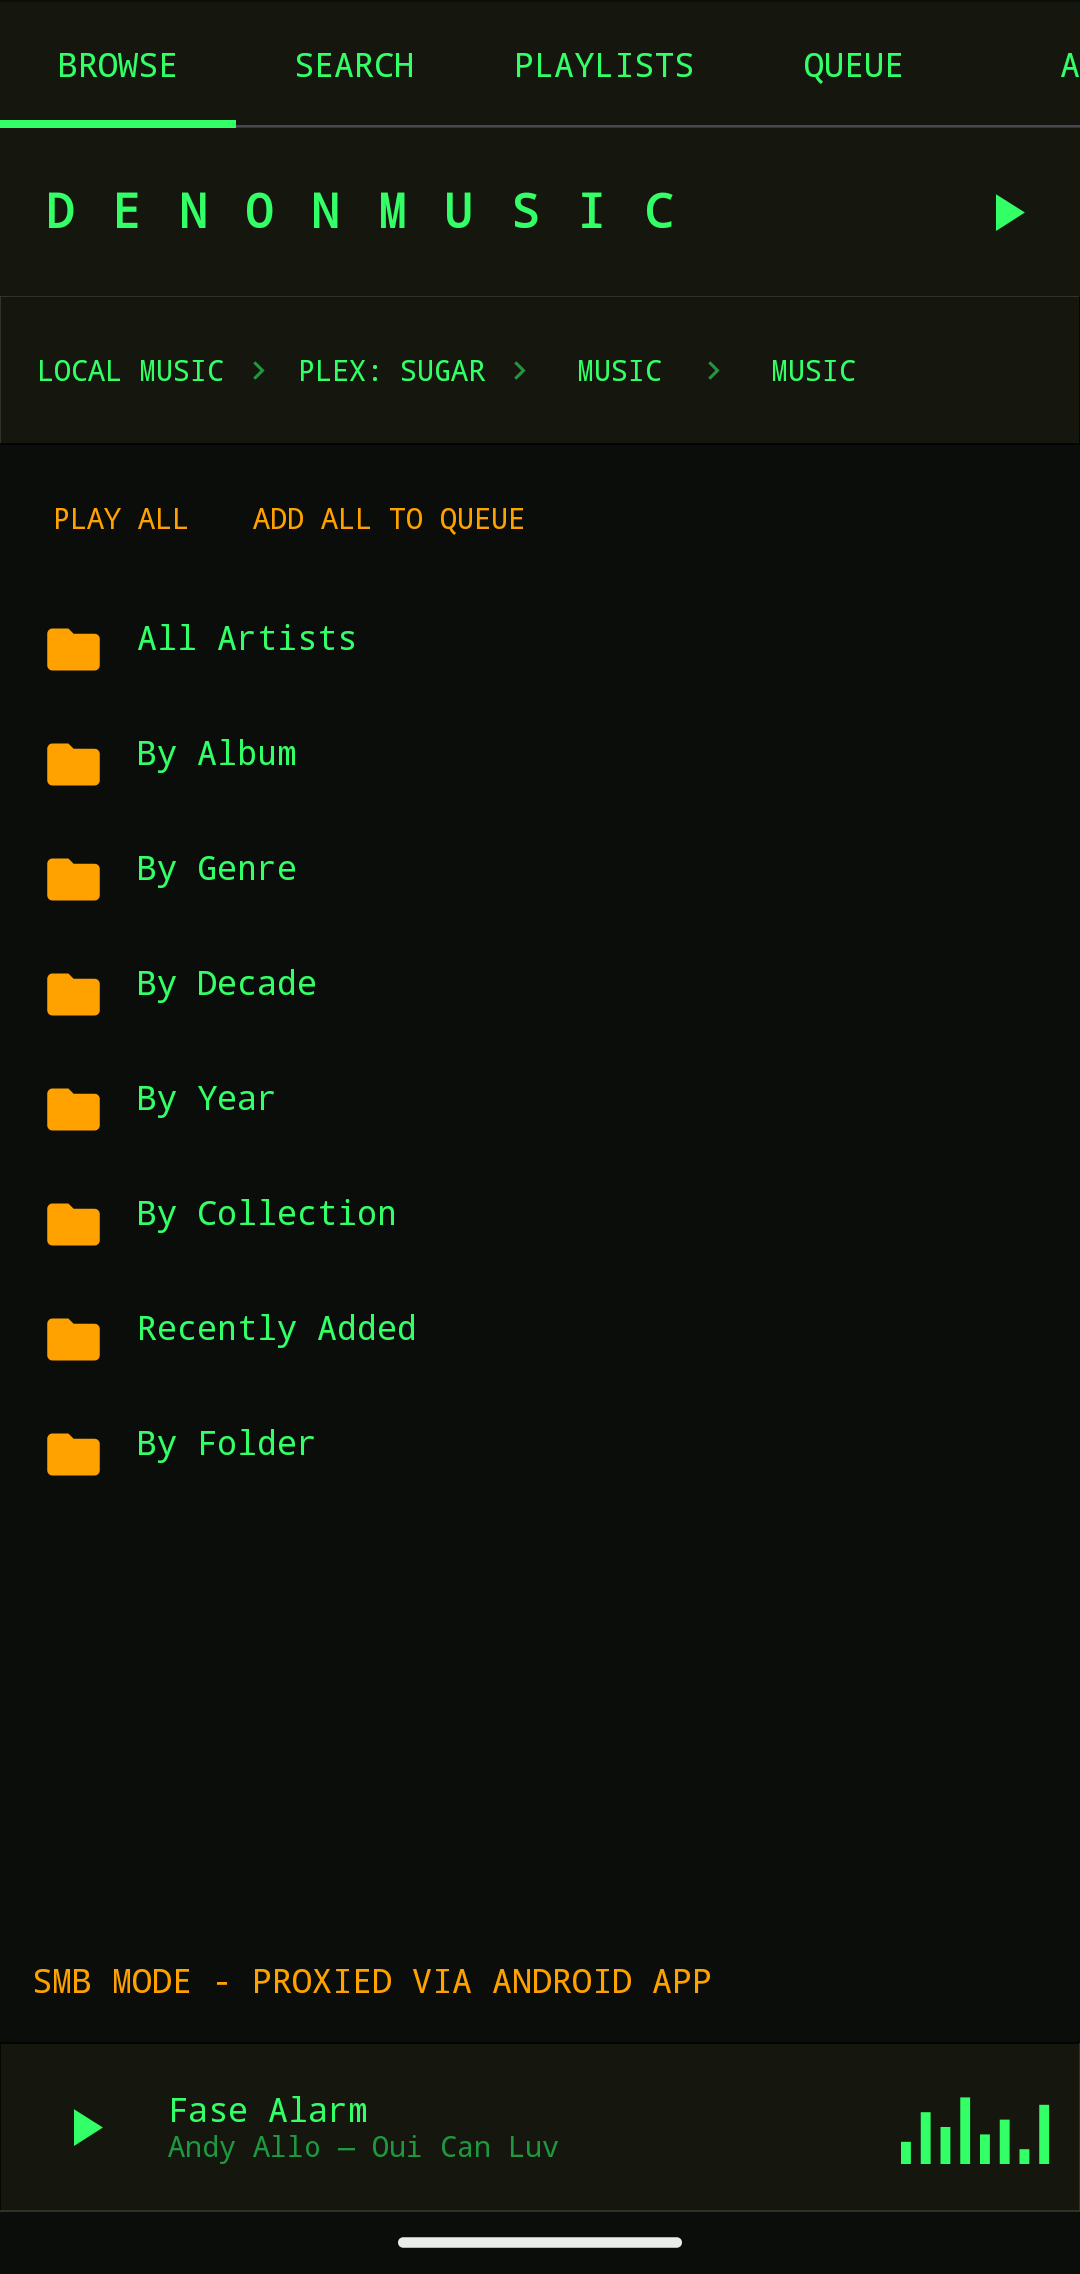 BROWSE SEARCH PLAYLISTS QUEUE A
DENONMUSIC
LOCAL MUSIC > PLEX: SUGAR > MUSIC > MUSIC
PLAY ALL ADD ALL TO QUEUE
All Artists
By Album
By Genre
By Decade
By Year
By Collection
Recently Added
By Folder
SMB MODE - PROXIED VIA ANDROID APP
Fase Alarm
Andy Allo — Oui Can Luv